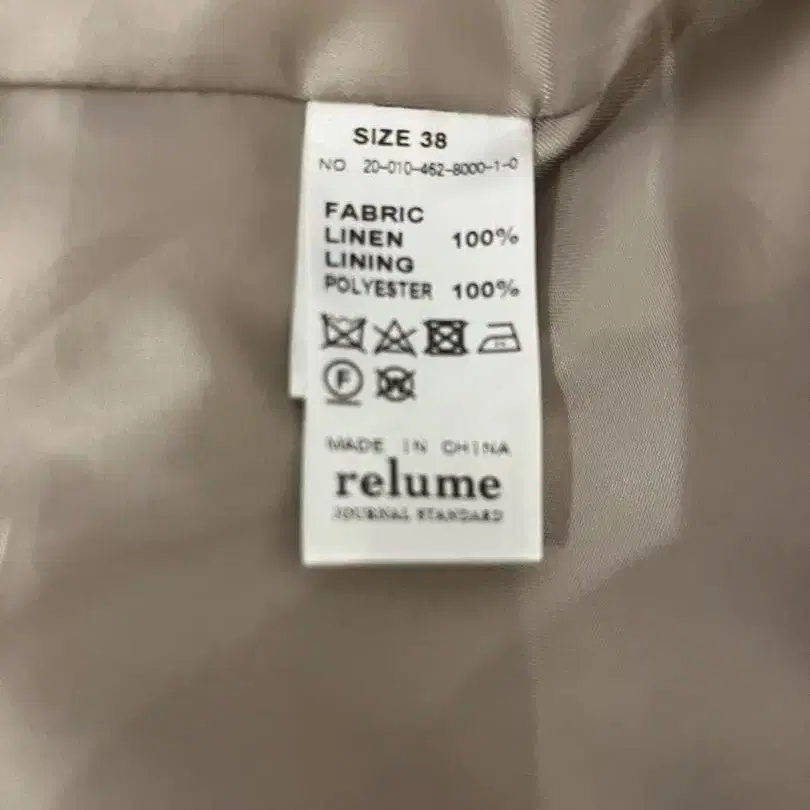 SIZE 38
NO. 20-010-462-8000-1-0
FABRIC
LINEN 100%
LINING
POLYESTER 100%
F
MADE IN CHINA
relume
JOURNAL STANDARD